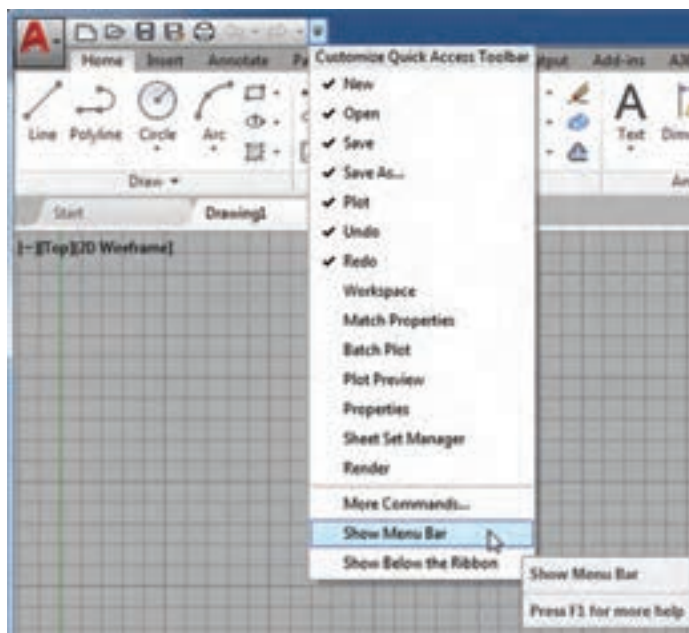 A
Customize Quick Access Toolbar
Home Insert Annotate Add-ins
New
Open
Save
Save As...
Plot
Undo
Redo
Workspace
Match Properties
Batch Plot
Plot Preview
Properties
Sheet Set Manager
Render
More Commands...
Show Menu Bar
Show Below the Ribbon
Line Polyline Circle Arc
A
Text
Draw
Start Drawing1
[-][Top][2D Wireframe]
Show Menu Bar
Press F1 for more help